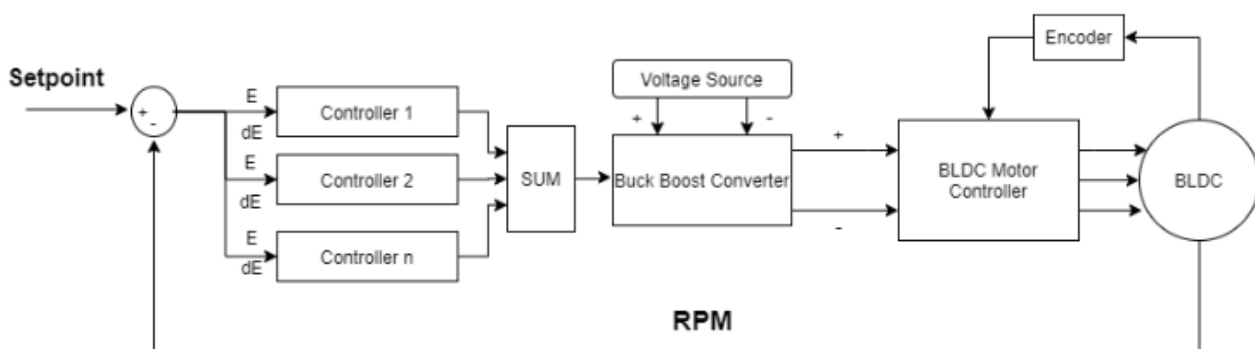 Setpoint
+
-
E
dE
Controller 1
E
dE
Controller 2
E
dE
Controller n
SUM
Voltage Source
+
-
Buck Boost Converter
+
-
BLDC Motor
Controller
Encoder
BLDC
RPM